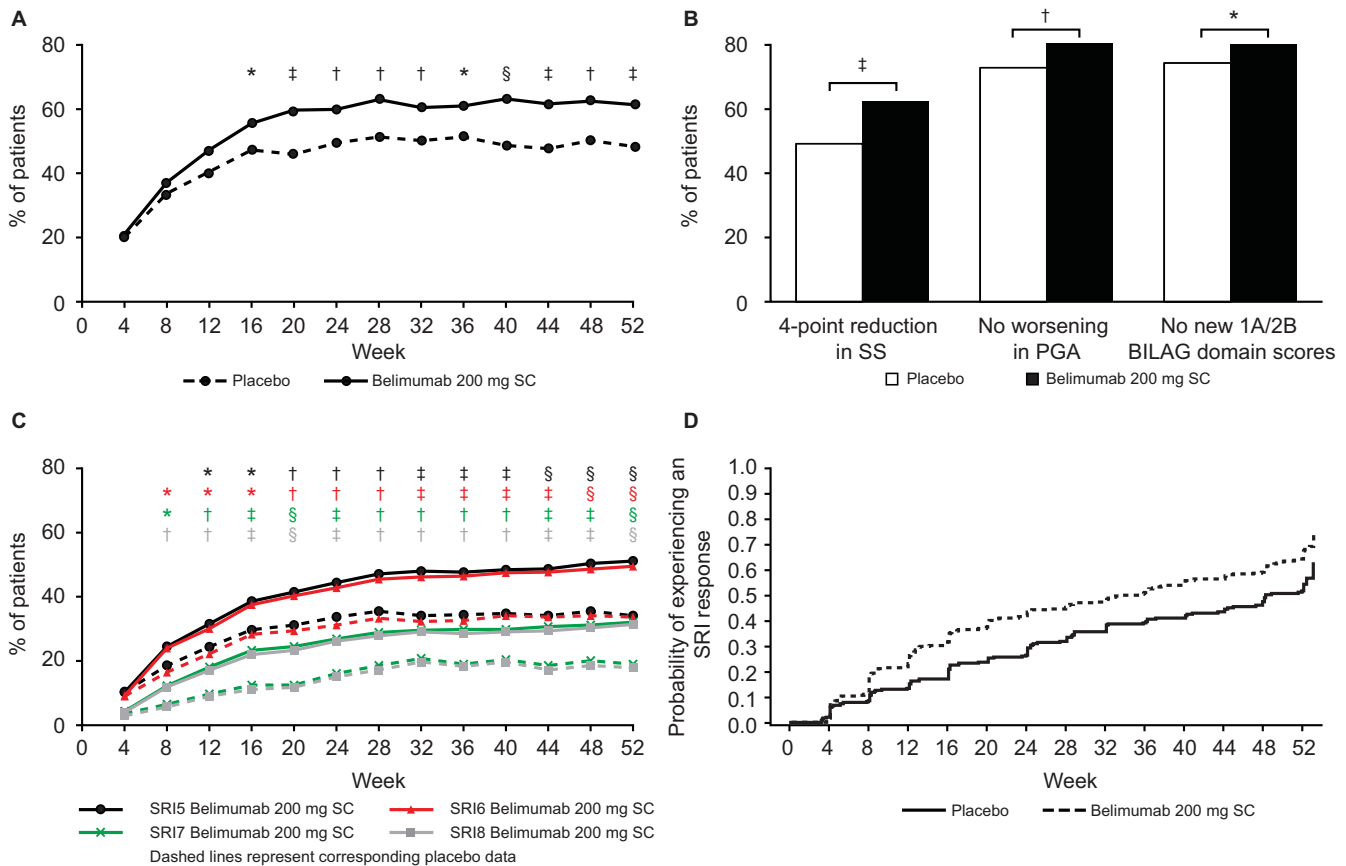 A
80
60
40
20
0
% of patients
* ‡ † † † * § ‡ † ‡
0 4 8 12 16 20 24 28 32 36 40 44 48 52
Week
Placebo Belimumab 200 mg SC
B
80
60
40
20
0
% of patients
‡ † *
4-point reduction in SS
No worsening in PGA
No new 1A/2B BILAG domain scores
Placebo Belimumab 200 mg SC
C
80
60
40
20
0
% of patients
* * † † † ‡ ‡ ‡ § § §
* * * † † † ‡ ‡ ‡ ‡ § §
* † ‡ § ‡ † † † † ‡ ‡ §
† † ‡ § ‡ † † † † ‡ ‡ §
0 4 8 12 16 20 24 28 32 36 40 44 48 52
Week
SRI5 Belimumab 200 mg SC SRI6 Belimumab 200 mg SC
SRI7 Belimumab 200 mg SC SRI8 Belimumab 200 mg SC
Dashed lines represent corresponding placebo data
D
1.0
0.9
0.8
0.7
0.6
0.5
0.4
0.3
0.2
0.1
0.0
Probability of experiencing an
SRI response
0 4 8 12 16 20 24 28 32 36 40 44 48 52
Week
Placebo Belimumab 200 mg SC